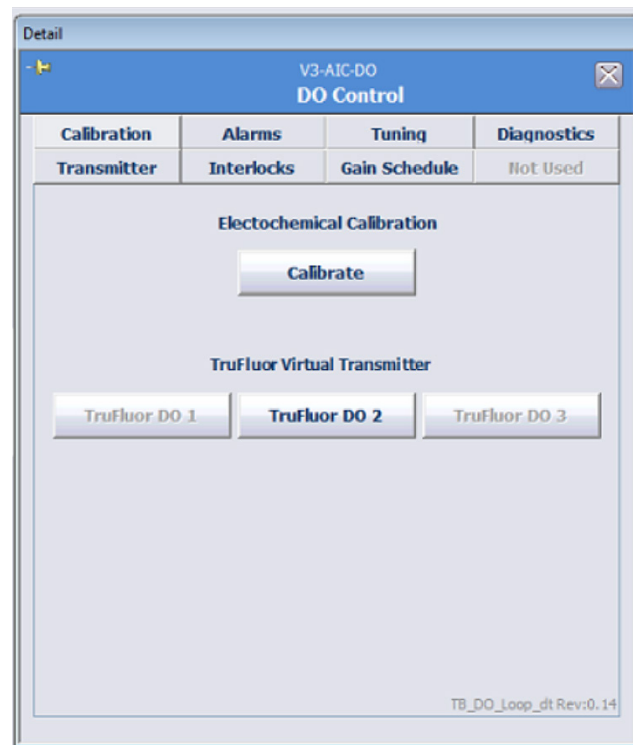 Detail
V3-AIC-DO
DO Control
Calibration Alarms Tuning Diagnostics
Transmitter Interlocks Gain Schedule Not Used
Electochemical Calibration
Calibrate
TruFluor Virtual Transmitter
TruFluor DO 1 TruFluor DO 2 TruFluor DO 3
TB_DO_Loop_dt Rev:0.14